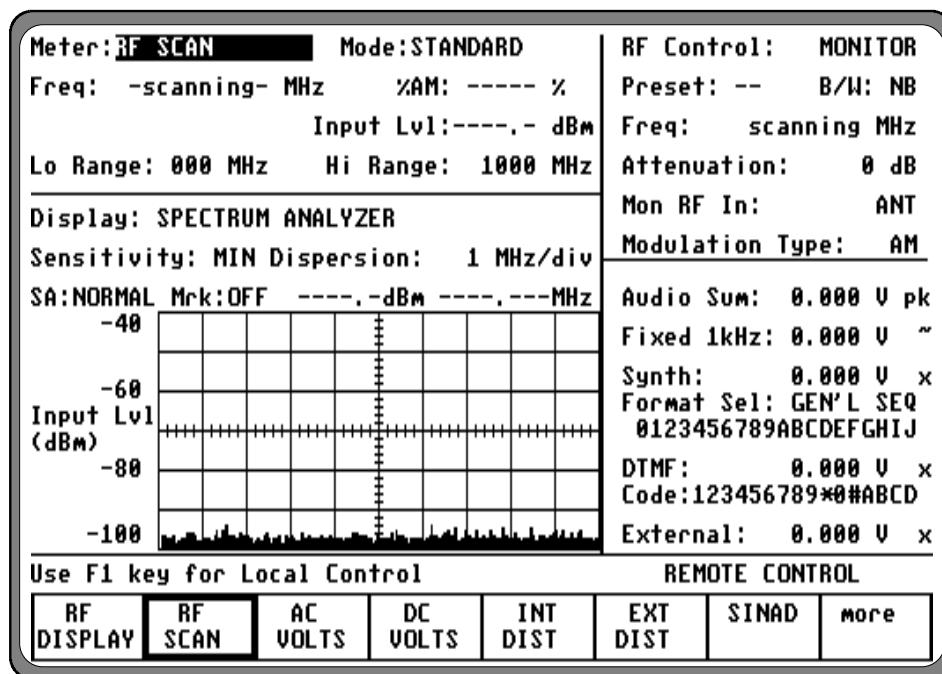 Meter:RF SCAN Mode:STANDARD
Freq: -scanning- MHz %AM: ----- %
Input Lvl:----.- dBm
Lo Range: 000 MHz Hi Range: 1000 MHz
Display: SPECTRUM ANALYZER
Sensitivity: MIN Dispersion: 1 MHz/div
SA:NORMAL Mrk:OFF ----.-dBm ----.---MHz
-40
-60
Input Lvl
(dBm)
-80
-100
RF Control: MONITOR
Preset: -- B/W: NB
Freq: scanning MHz
Attenuation: 0 dB
Mon RF In: ANT
Modulation Type: AM
Audio Sum: 0.000 V pk
Fixed 1kHz: 0.000 V ~
Synth: 0.000 V x
Format Sel: GEN'L SEQ
0123456789ABCDEFGHIJ
DTMF: 0.000 V x
Code:123456789*0#ABCD
External: 0.000 V x
Use F1 key for Local Control REMOTE CONTROL
RF DISPLAY
RF SCAN
AC VOLTS
DC VOLTS
INT DIST
EXT DIST
SINAD
more